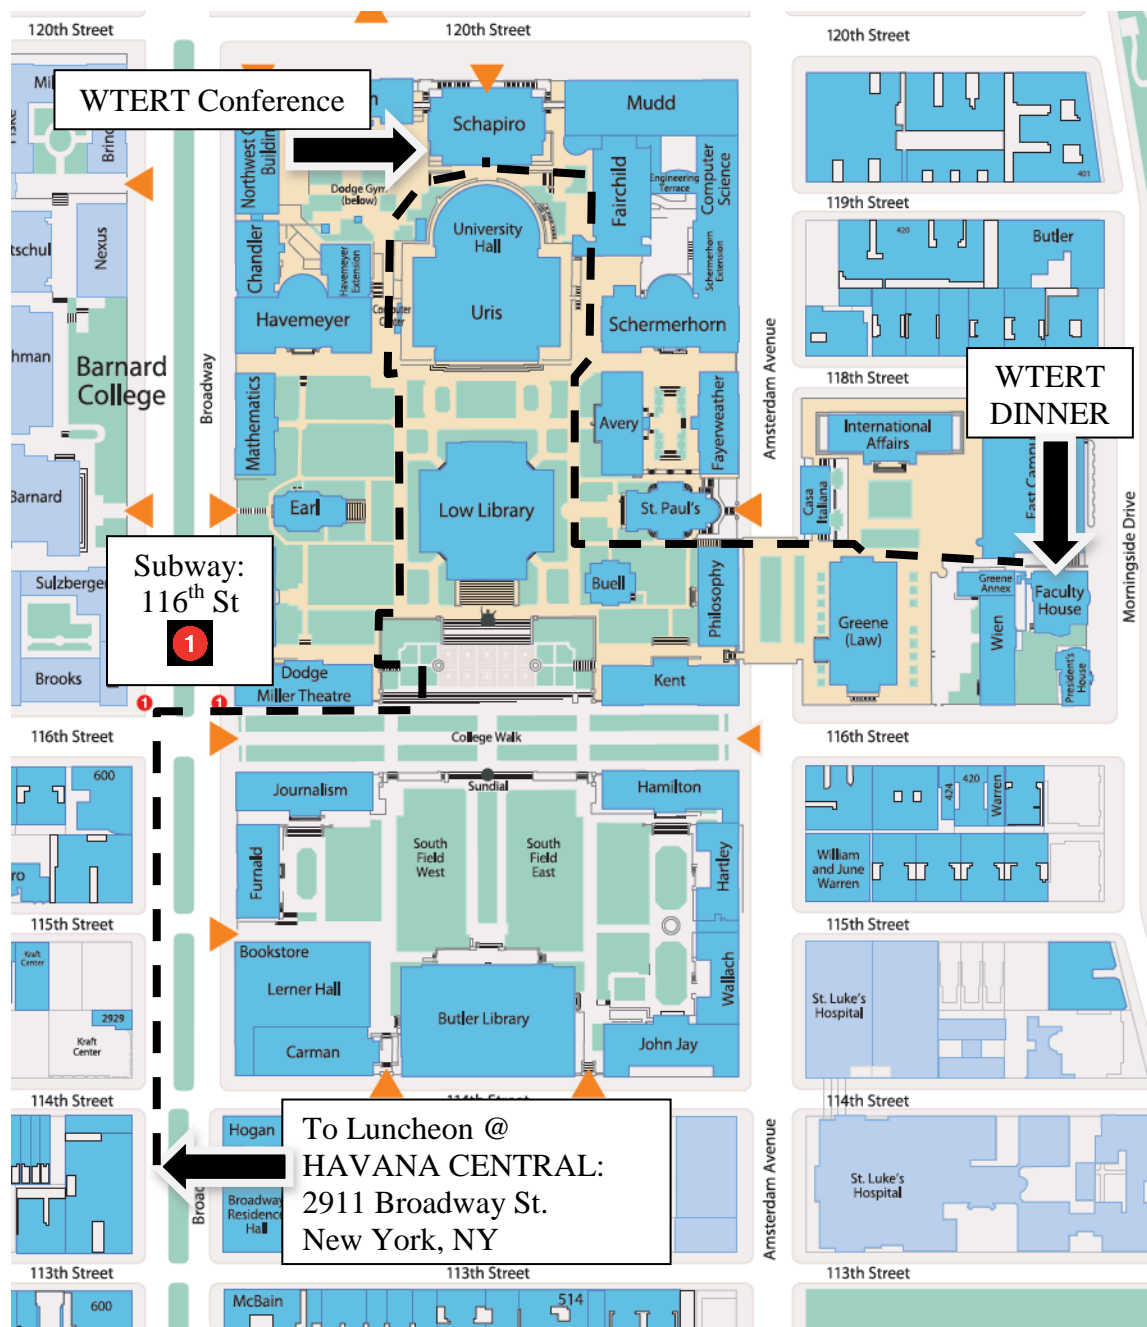 120th Street
120th Street
120th Street
WTERT Conference
Schapiro
Mudd
Northwest
Dodge Gym
(below)
Fairchild
Engineering
Terrace
Computer
Science
401
119th Street
Nexus
Chandler
Havemeyer
Extension
University
Hall
Uris
Schermerhorn
Extension
420
Butler
Havemeyer
Computer
Center
Schermerhorn
Barnard
College
Broadway
Amsterdam Avenue
118th Street
WTERT
DINNER
Mathematics
Avery
Fayerweather
International
Affairs
Barnard
Earl
Low Library
St. Paul's
Casa
Italiana
East Campus
Subway:
116th St
1
Sulzberger
Buell
Philosophy
Greene
(Law)
Greene
Annex
Wien
Faculty
House
Morningside Drive
Brooks
Dodge
Miller Theatre
Kent
President's
House
1
1
116th Street
College Walk
116th Street
600
Journalism
Sundial
Hamilton
424
420
Warren
Furnald
South
Field
West
South
Field
East
Hartley
William
and June
Warren
115th Street
115th Street
Kraft
Center
Bookstore
Lerner Hall
Wallach
St. Luke's
Hospital
2929
Kraft
Center
Butler Library
Carman
John Jay
114th Street
114th Street
114th Street
Hogan
To Luncheon @
HAVANA CENTRAL:
2911 Broadway St.
New York, NY
Broadway
Residence
Hall
Amsterdam Avenue
St. Luke's
Hospital
113th Street
113th Street
113th Street
600
McBain
514